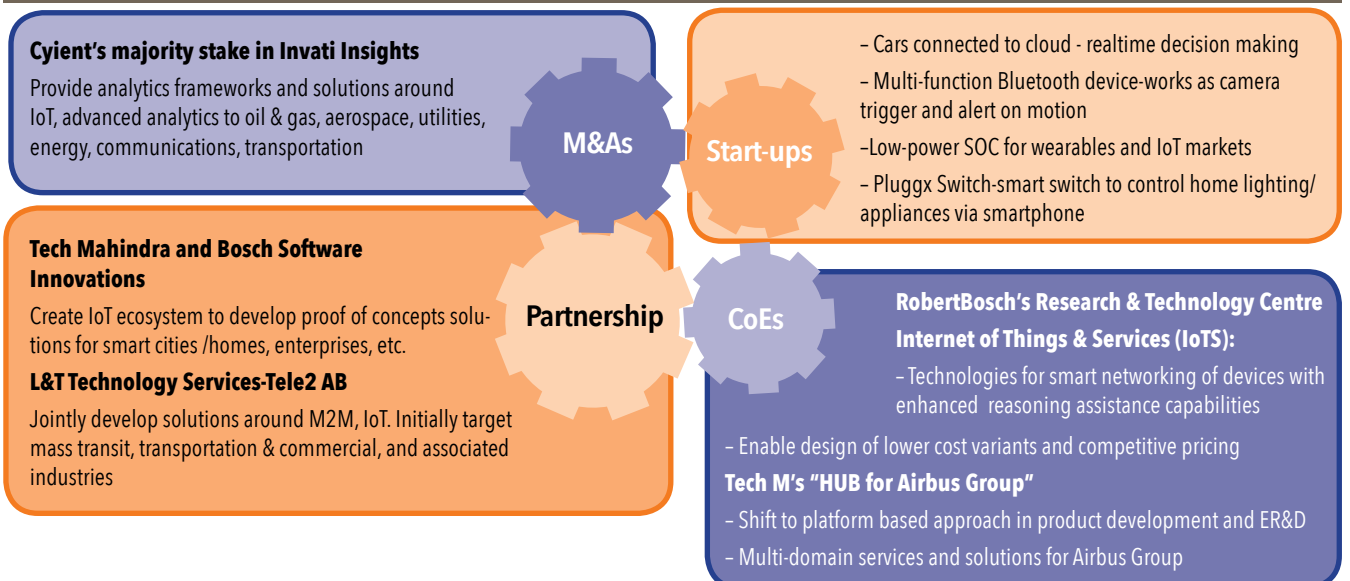 Cyient's majority stake in Invati Insights
Provide analytics frameworks and solutions around
IoT, advanced analytics to oil & gas, aerospace, utilities,
energy, communications, transportation
M&As
Start-ups
– Cars connected to cloud - realtime decision making
– Multi-function Bluetooth device-works as camera
trigger and alert on motion
–Low-power SOC for wearables and IoT markets
– Pluggx Switch-smart switch to control home lighting/
appliances via smartphone
Tech Mahindra and Bosch Software
Innovations
Create IoT ecosystem to develop proof of concepts solu-
tions for smart cities /homes, enterprises, etc.
L&T Technology Services-Tele2 AB
Jointly develop solutions around M2M, IoT. Initially target
mass transit, transportation & commercial, and associated
industries
Partnership
CoEs
RobertBosch's Research & Technology Centre
Internet of Things & Services (IoTS):
– Technologies for smart networking of devices with
enhanced reasoning assistance capabilities
– Enable design of lower cost variants and competitive pricing
Tech M's "HUB for Airbus Group"
– Shift to platform based approach in product development and ER&D
– Multi-domain services and solutions for Airbus Group